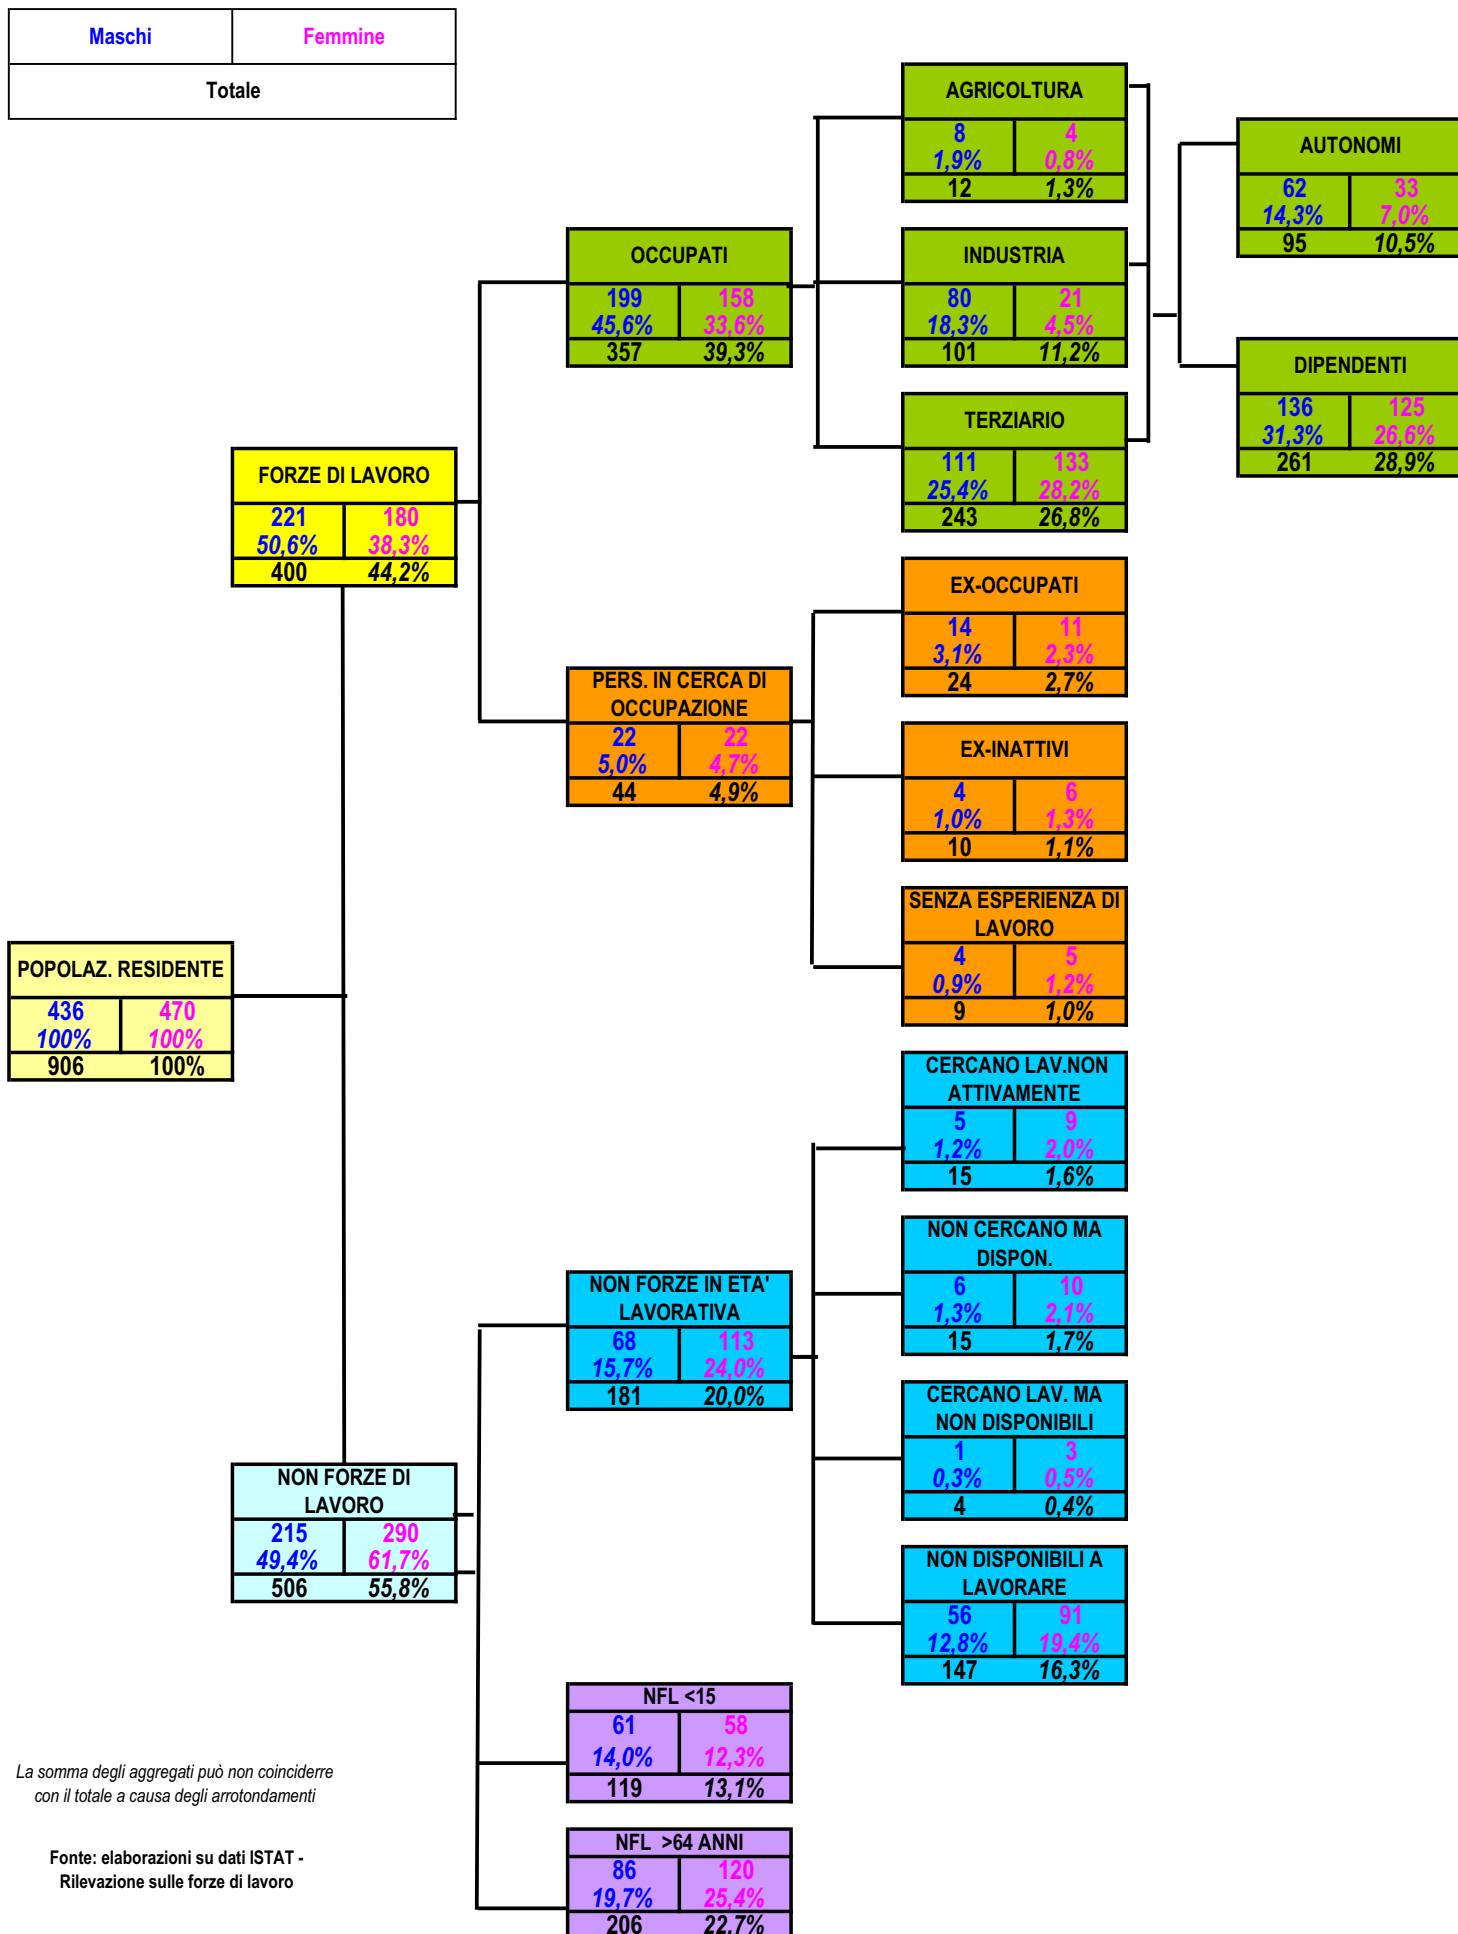 Maschi Femmine
Totale
AGRICOLTURA
8 4
1,9% 0,8%
12 1,3%
AUTONOMI
62 33
14,3% 7,0%
95 10,5%
OCCUPATI
199 158
45,6% 33,6%
357 39,3%
INDUSTRIA
80 21
18,3% 4,5%
101 11,2%
DIPENDENTI
136 125
31,3% 26,6%
261 28,9%
TERZIARIO
111 133
25,4% 28,2%
243 26,8%
FORZE DI LAVORO
221 180
50,6% 38,3%
400 44,2%
EX-OCCUPATI
14 11
3,1% 2,3%
24 2,7%
PERS. IN CERCA DI
OCCUPAZIONE
22 22
5,0% 4,7%
44 4,9%
EX-INATTIVI
4 6
1,0% 1,3%
10 1,1%
SENZA ESPERIENZA DI
LAVORO
4 5
0,9% 1,2%
9 1,0%
POPOLAZ. RESIDENTE
436 470
100% 100%
906 100%
CERCANO LAV.NON
ATTIVAMENTE
5 9
1,2% 2,0%
15 1,6%
NON CERCANO MA
DISPON.
6 10
1,3% 2,1%
15 1,7%
NON FORZE IN ETA'
LAVORATIVA
68 113
15,7% 24,0%
181 20,0%
CERCANO LAV. MA
NON DISPONIBILI
1 3
0,3% 0,5%
4 0,4%
NON FORZE DI
LAVORO
215 290
49,4% 61,7%
506 55,8%
NON DISPONIBILI A
LAVORARE
56 91
12,8% 19,4%
147 16,3%
NFL <15
61 58
14,0% 12,3%
119 13,1%
La somma degli aggregati può non coinciderre
con il totale a causa degli arrotondamenti
NFL >64 ANNI
86 120
19,7% 25,4%
206 22,7%
Fonte: elaborazioni su dati ISTAT -
Rilevazione sulle forze di lavoro